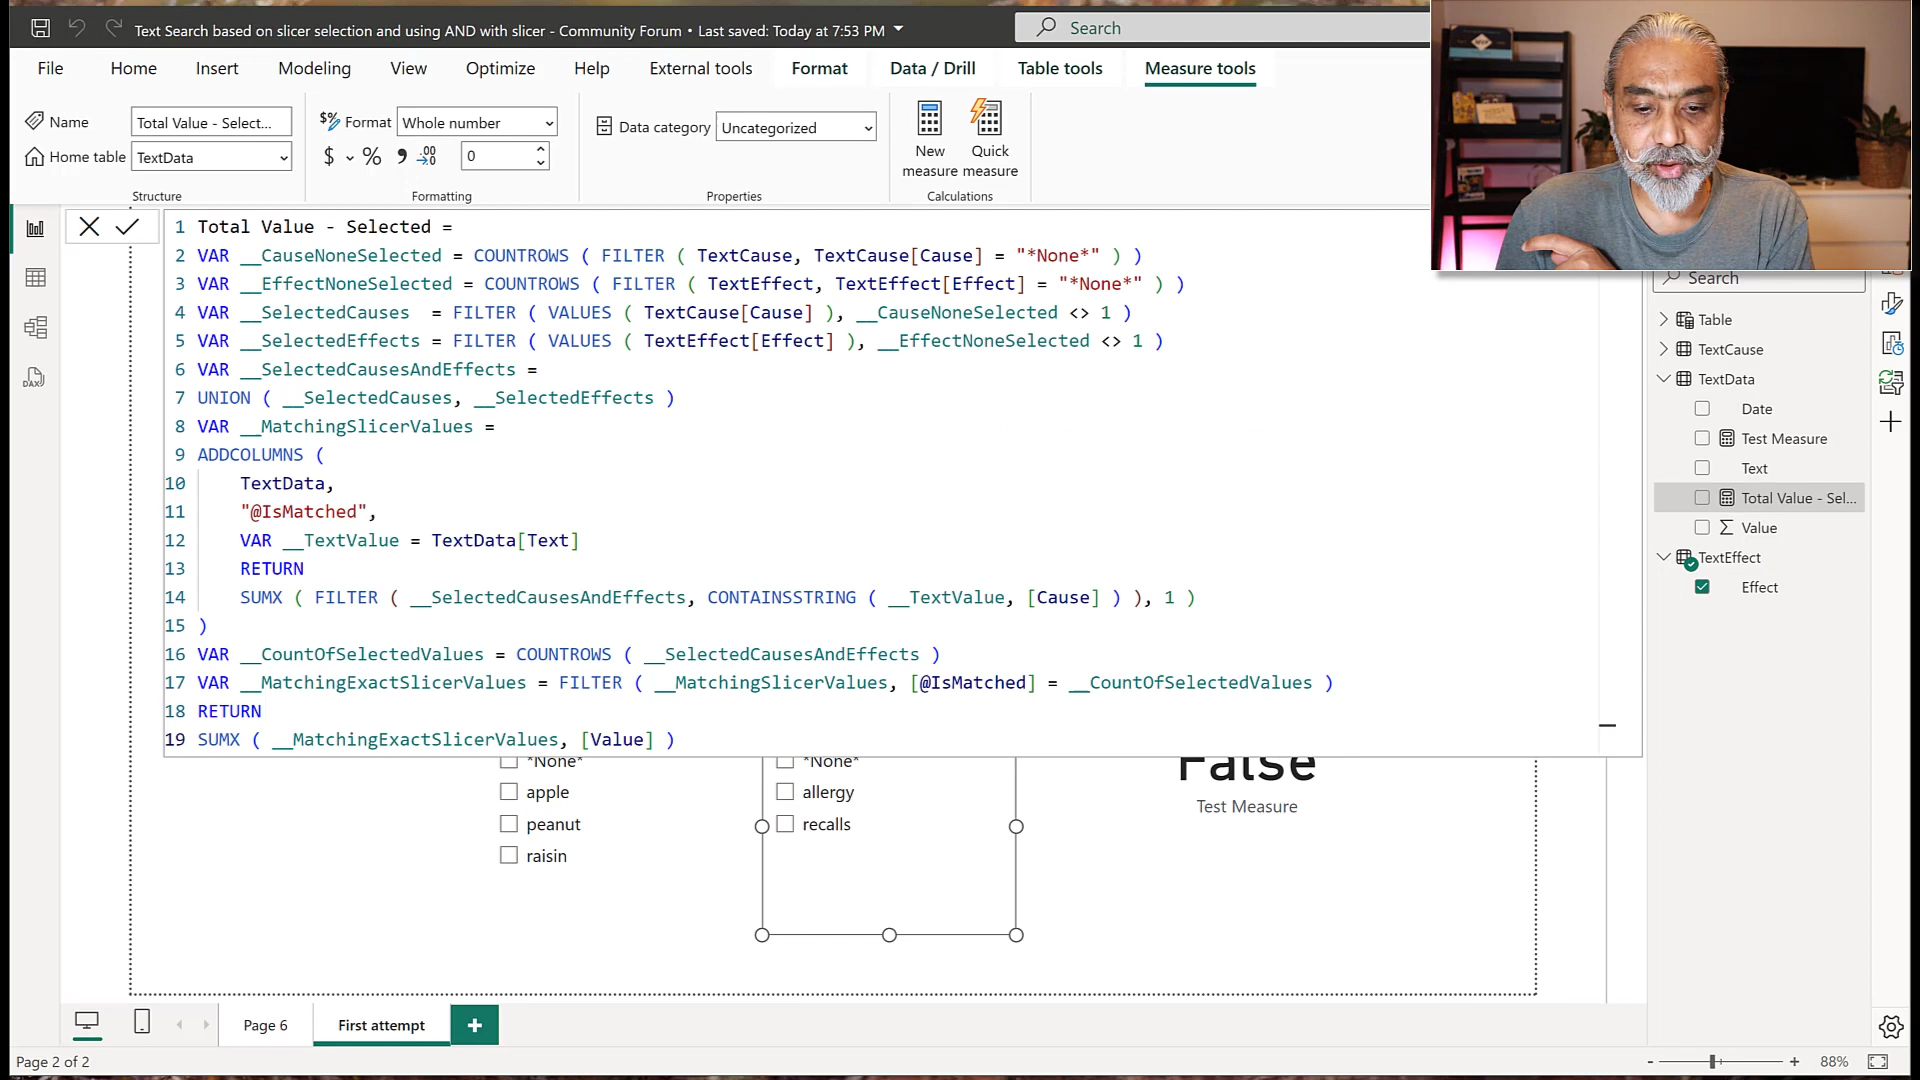 Text Search based on slicer selection and using AND with slicer - Community Forum • Last saved: Today at 7:53 PM
Search
File
Home
Insert
Modeling
View
Optimize
Help
External tools
Format
Data / Drill
Table tools
Measure tools
Name
Total Value - Select...
Home table
TextData
Structure
Format
Whole number
$ % 9 .00 →0
0
Formatting
Data category
Uncategorized
Properties
New measure
Quick measure
Calculations
1 Total Value - Selected =
2 VAR __CauseNoneSelected = COUNTROWS ( FILTER ( TextCause, TextCause[Cause] = "*None*" ) )
3 VAR __EffectNoneSelected = COUNTROWS ( FILTER ( TextEffect, TextEffect[Effect] = "*None*" ) )
4 VAR __SelectedCauses  = FILTER ( VALUES ( TextCause[Cause] ), __CauseNoneSelected <> 1 )
5 VAR __SelectedEffects = FILTER ( VALUES ( TextEffect[Effect] ), __EffectNoneSelected <> 1 )
6 VAR __SelectedCausesAndEffects =
7 UNION ( __SelectedCauses, __SelectedEffects )
8 VAR __MatchingSlicerValues =
9 ADDCOLUMNS (
10     TextData,
11     "@IsMatched",
12     VAR __TextValue = TextData[Text]
13     RETURN
14     SUMX ( FILTER ( __SelectedCausesAndEffects, CONTAINSSTRING ( __TextValue, [Cause] ) ), 1 )
15 )
16 VAR __CountOfSelectedValues = COUNTROWS ( __SelectedCausesAndEffects )
17 VAR __MatchingExactSlicerValues = FILTER ( __MatchingSlicerValues, [@IsMatched] = __CountOfSelectedValues )
18 RETURN
19 SUMX ( __MatchingExactSlicerValues, [Value] )
*None*
apple
peanut
raisin
*None*
allergy
recalls
False
Test Measure
Search
Table
TextCause
TextData
Date
Test Measure
Text
Total Value - Sel...
Value
TextEffect
Effect
DAX
Page 6
First attempt
Page 2 of 2
88%